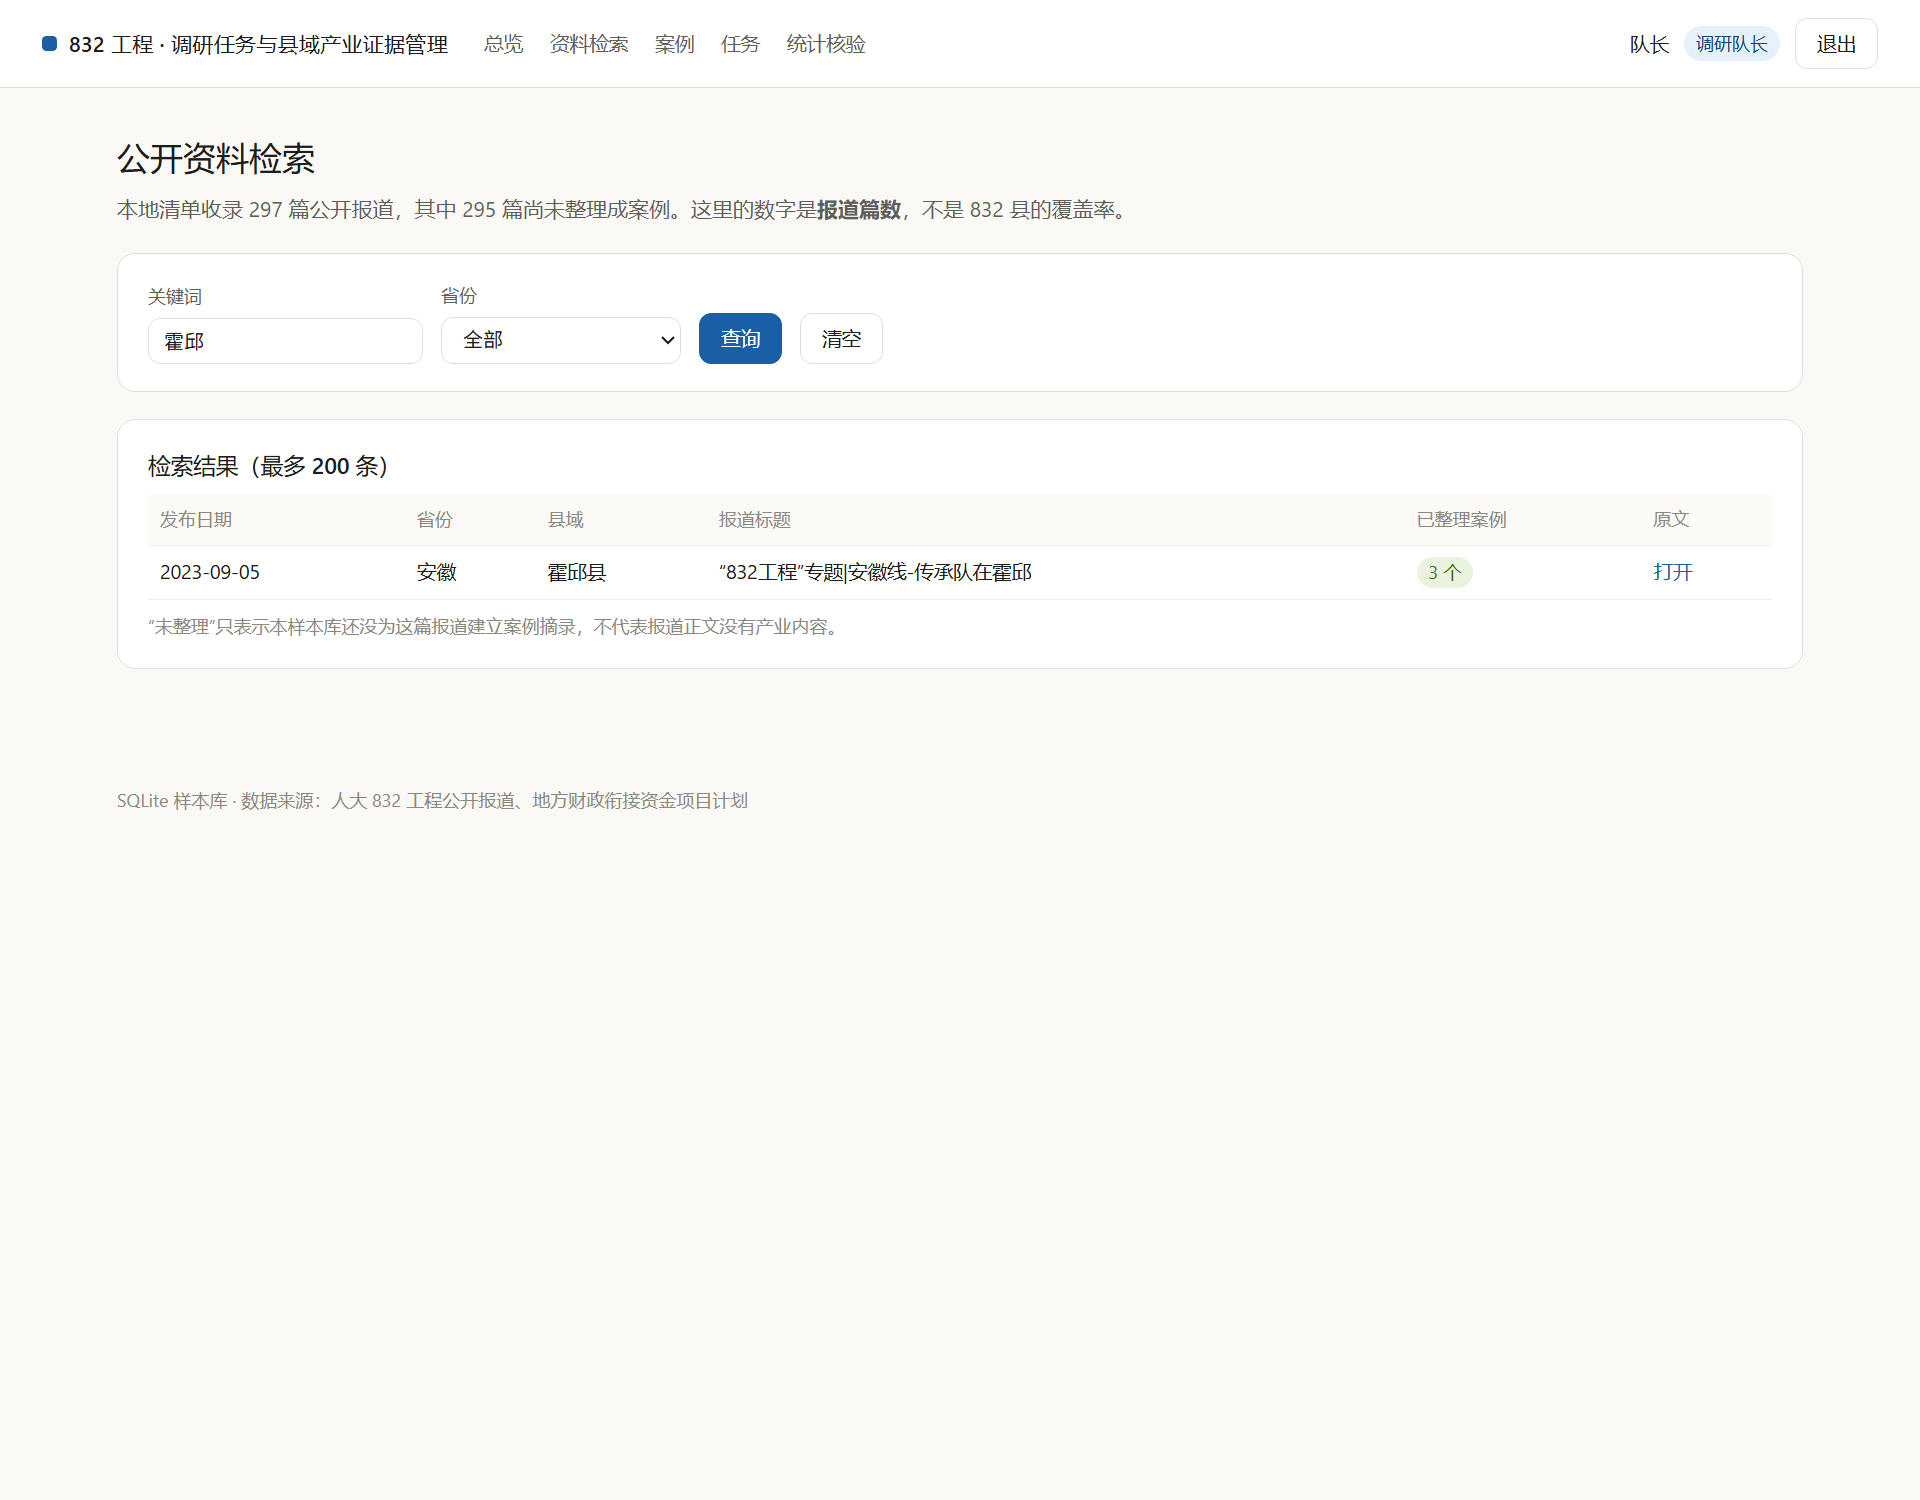 832 工程 · 调研任务与县域产业证据管理 总览 资料检索 案例 任务 统计核验 队长 调研队长 退出
公开资料检索
本地清单收录 297 篇公开报道，其中 295 篇尚未整理成案例。这里的数字是报道篇数，不是 832 县的覆盖率。
关键词 省份
霍邱 全部 查询 清空
检索结果（最多 200 条）
发布日期 省份 县域 报道标题 已整理案例 原文
2023-09-05 安徽 霍邱县 “832工程”专题|安徽线-传承队在霍邱 3 个 打开
“未整理”只表示本样本库还没为这篇报道建立案例摘录，不代表报道正文没有产业内容。
SQLite 样本库 · 数据来源：人大 832 工程公开报道、地方财政衔接资金项目计划